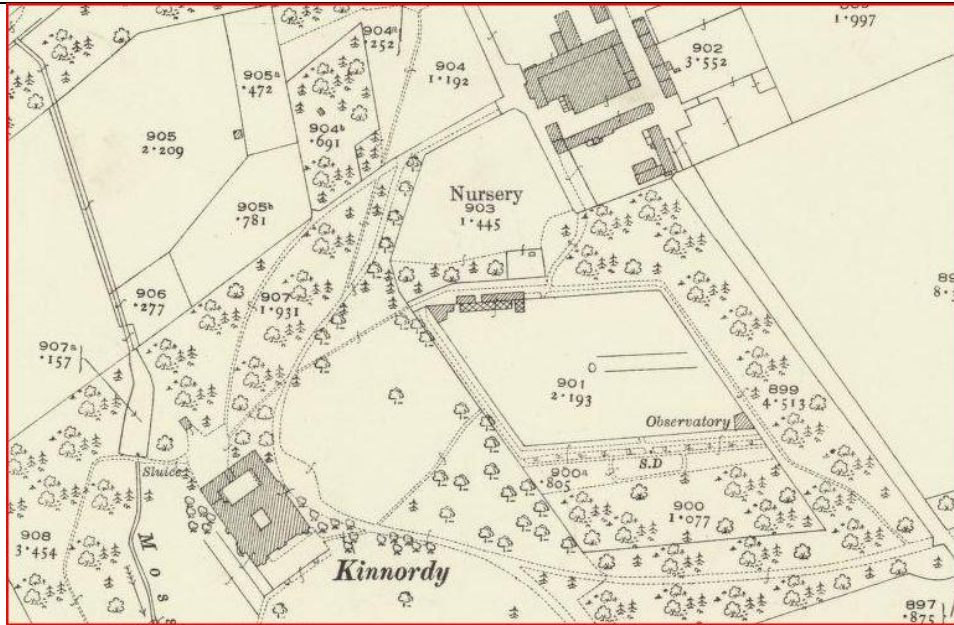 904ᴬ
·252
1·997
905ᵃ
·472
904
1·192
902
3·552
905
2·209
904ᵇ
·691
905ᵇ
·781
Nursery
903
1·445
906
·277
907
1·931
907ᵃ
·157
901
2·193
899
4·513
Observatory
S.D
900ᵃ
·805
Sluice
900
1·077
908
3·454
Mos
Kinnordy
897
·875